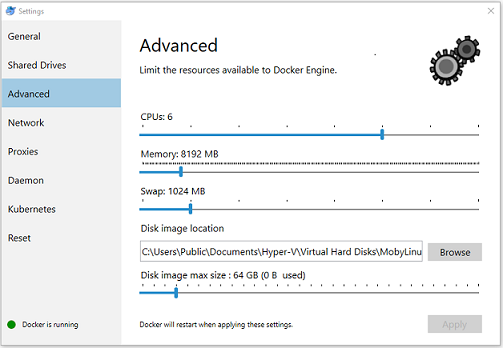 Settings
General
Shared Drives
Advanced
Network
Proxies
Daemon
Kubernetes
Reset
Docker is running
Advanced
Limit the resources available to Docker Engine.
CPUs: 6
Memory: 8192 MB
Swap: 1024 MB
Disk image location
C:\Users\Public\Documents\Hyper-V\Virtual Hard Disks\MobyLinu
Browse
Disk image max size : 64 GB (0 B used)
Docker will restart when applying these settings.
Apply